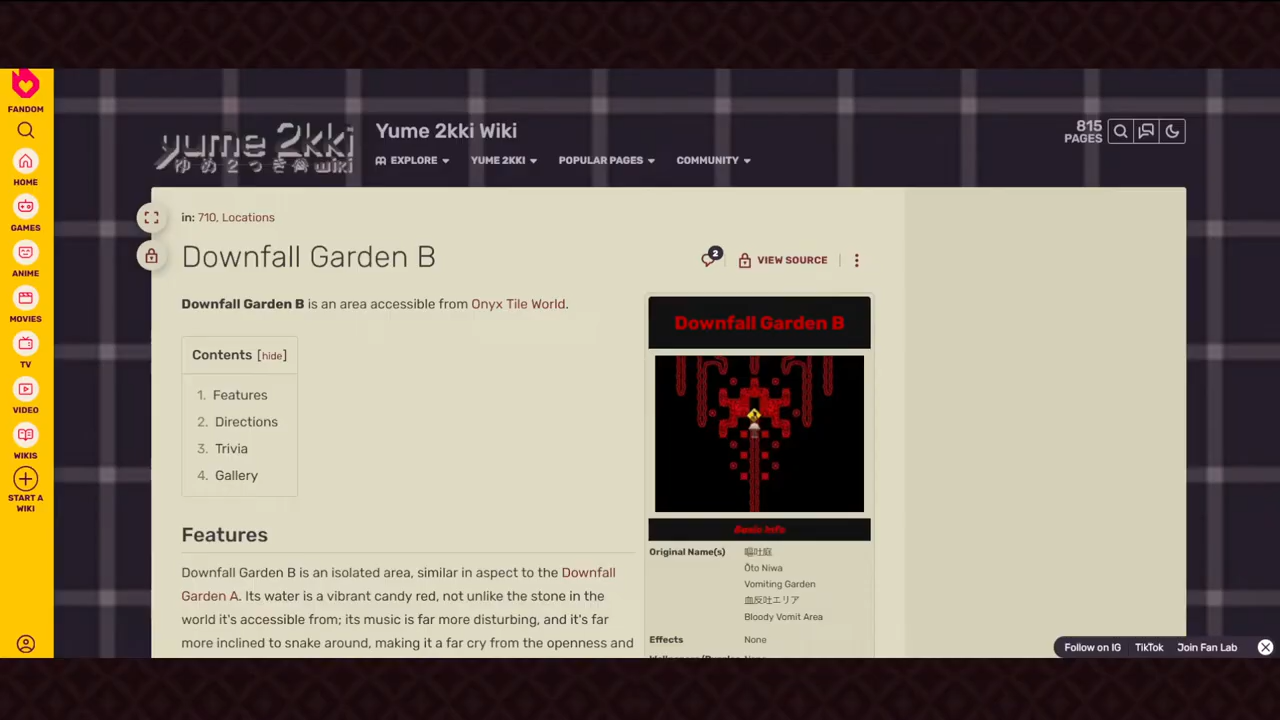 FANDOM
HOME
GAMES
ANIME
MOVIES
TV
VIDEO
WIKIS
START A
WIKI
yume 2kki
ゆめ2っき wiki
Yume 2kki Wiki
EXPLORE
YUME 2KKI
POPULAR PAGES
COMMUNITY
815
PAGES
in: 710, Locations
Downfall Garden B
2
VIEW SOURCE
Downfall Garden B is an area accessible from Onyx Tile World.
Contents [hide]
1. Features
2. Directions
3. Trivia
4. Gallery
Features
Downfall Garden B is an isolated area, similar in aspect to the Downfall
Garden A. Its water is a vibrant candy red, not unlike the stone in the
world it's accessible from; its music is far more disturbing, and it's far
more inclined to snake around, making it a far cry from the openness and
Downfall Garden B
Basic Info
Original Name(s)
嘔吐庭
Ōto Niwa
Vomiting Garden
血反吐エリア
Bloody Vomit Area
Effects
None
Follow on IG
TikTok
Join Fan Lab